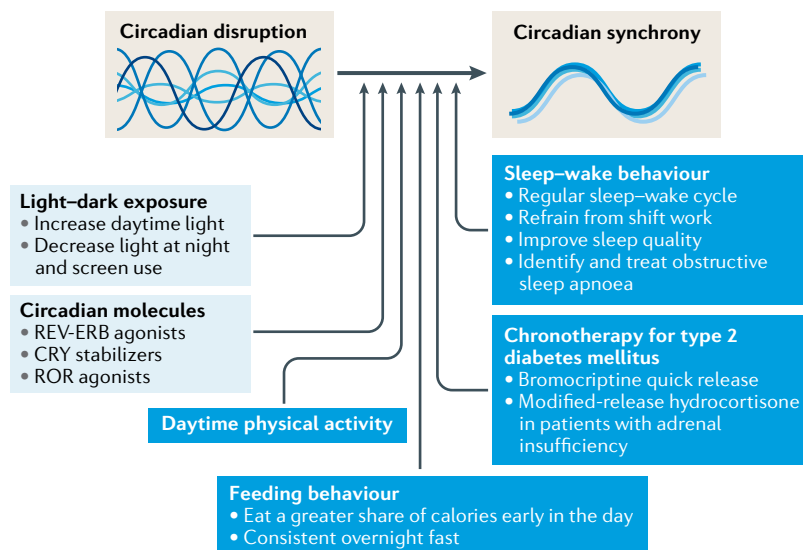 Circadian disruption
Circadian synchrony
Light–dark exposure
• Increase daytime light
• Decrease light at night
and screen use
Circadian molecules
• REV-ERB agonists
• CRY stabilizers
• ROR agonists
Daytime physical activity
Feeding behaviour
• Eat a greater share of calories early in the day
• Consistent overnight fast
Sleep–wake behaviour
• Regular sleep–wake cycle
• Refrain from shift work
• Improve sleep quality
• Identify and treat obstructive
sleep apnoea
Chronotherapy for type 2
diabetes mellitus
• Bromocriptine quick release
• Modified-release hydrocortisone
in patients with adrenal
insufficiency